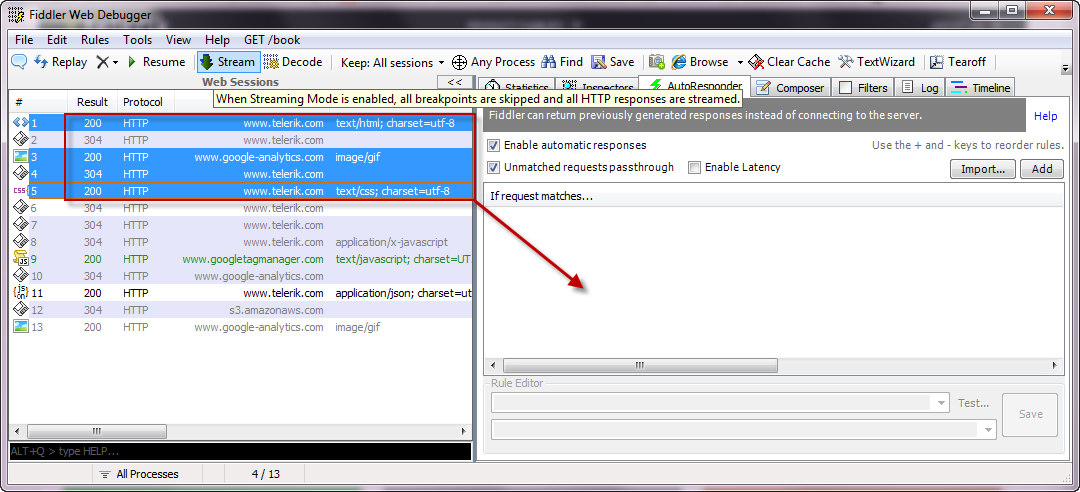 Fiddler Web Debugger
File Edit Rules Tools View Help GET /book
Replay Resume Stream Decode Keep: All sessions Any Process Find Save Browse Clear Cache TextWizard Tearoff
Web Sessions <<
Statistics Inspectors AutoResponder Composer Filters Log Timeline
When Streaming Mode is enabled, all breakpoints are skipped and all HTTP responses are streamed.
# Result Protocol
1 200 HTTP www.telerik.com text/html; charset=utf-8
2 304 HTTP www.telerik.com
3 200 HTTP www.google-analytics.com image/gif
4 304 HTTP www.telerik.com
css 5 200 HTTP www.telerik.com text/css; charset=utf-8
6 304 HTTP www.telerik.com
7 304 HTTP www.telerik.com
8 304 HTTP www.telerik.com application/x-javascript
JS 9 200 HTTP www.googletagmanager.com text/javascript; charset=UT
10 304 HTTP www.google-analytics.com
{js on} 11 200 HTTP www.telerik.com application/json; charset=ut
12 304 HTTP s3.amazonaws.com
13 200 HTTP www.google-analytics.com image/gif
ALT+Q > type HELP...
All Processes 4 / 13
Fiddler can return previously generated responses instead of connecting to the server.
Help
Enable automatic responses
Use the + and - keys to reorder rules.
Unmatched requests passthrough Enable Latency Import... Add
If request matches...
Rule Editor
Test...
Save